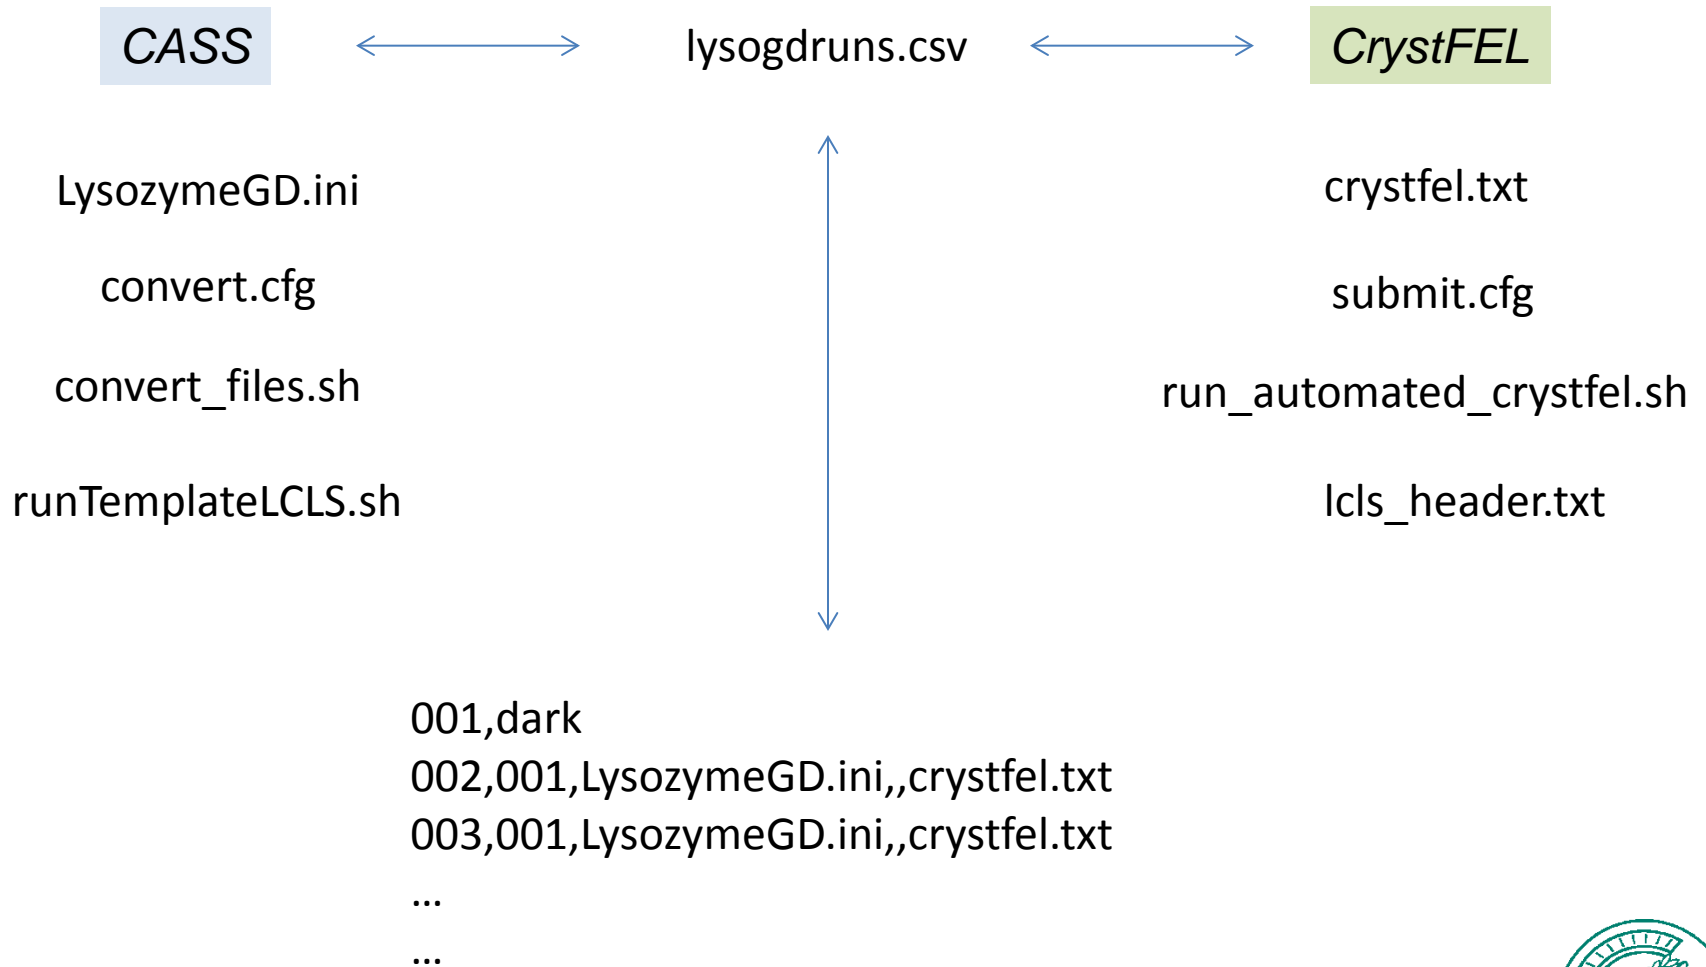 CASS
lysogdruns.csv
CrystFEL
LysozymeGD.ini
convert.cfg
convert_files.sh
runTemplateLCLS.sh
crystfel.txt
submit.cfg
run_automated_crystfel.sh
lcls_header.txt
001,dark
002,001,LysozymeGD.ini,,crystfel.txt
003,001,LysozymeGD.ini,,crystfel.txt
...
...